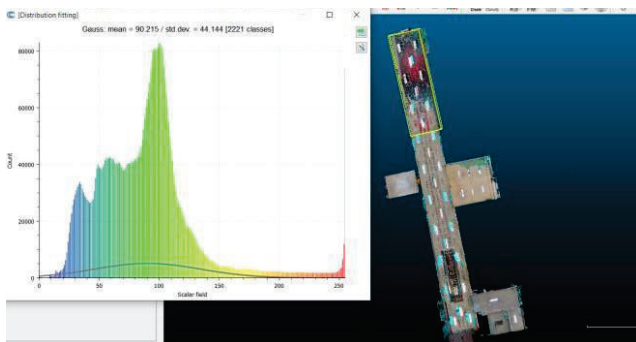 [Distribution fitting]
Gauss: mean = 90.215 / std.dev. = 44.144 [2221 classes]
80000
60000
40000
20000
0
Count
0 50 100 150 200 250
Scalar field